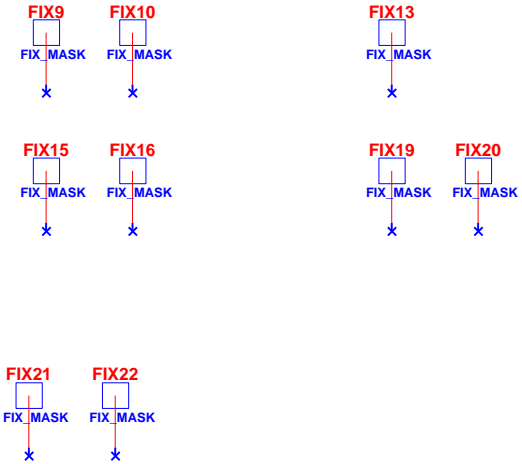 FIX9 FIX10 FIX13
FIX_MASK FIX_MASK FIX_MASK
FIX15 FIX16 FIX19 FIX20
FIX_MASK FIX_MASK FIX_MASK FIX_MASK
FIX21 FIX22
FIX_MASK FIX_MASK